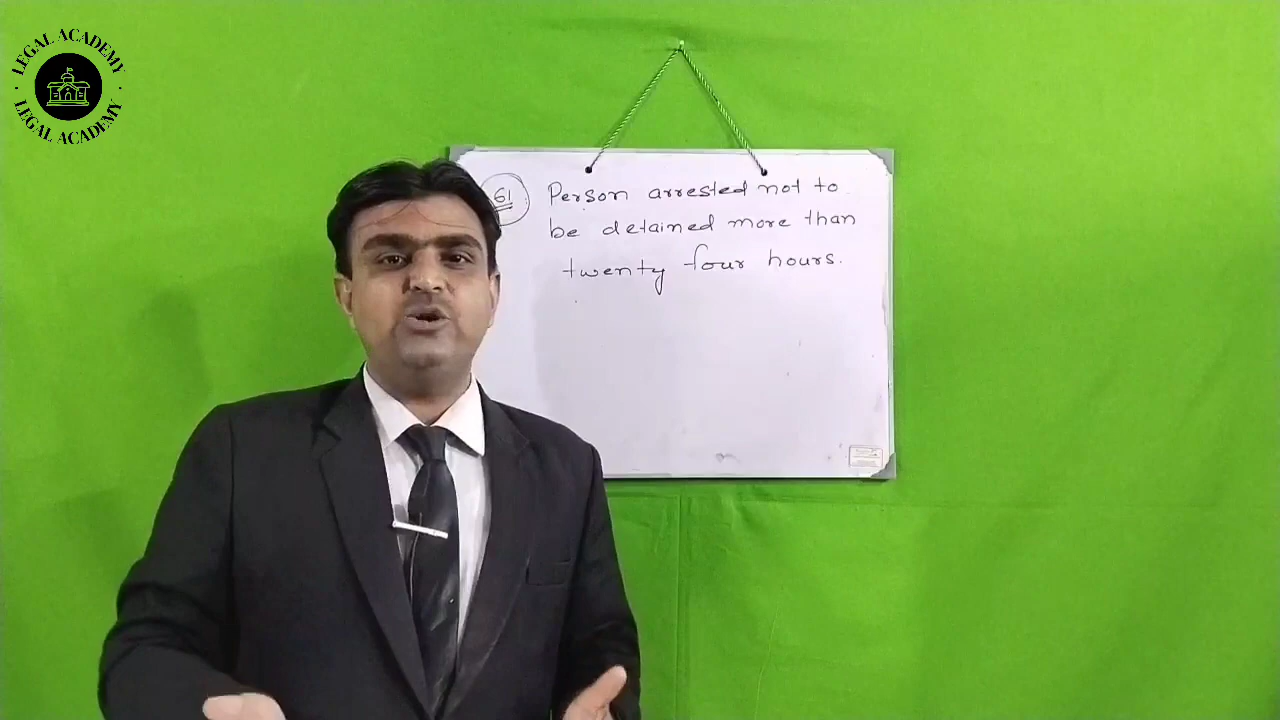 LEGAL ACADEMY
LEGAL ACADEMY
61 Person arrested not to
be detained more than
twenty four hours.